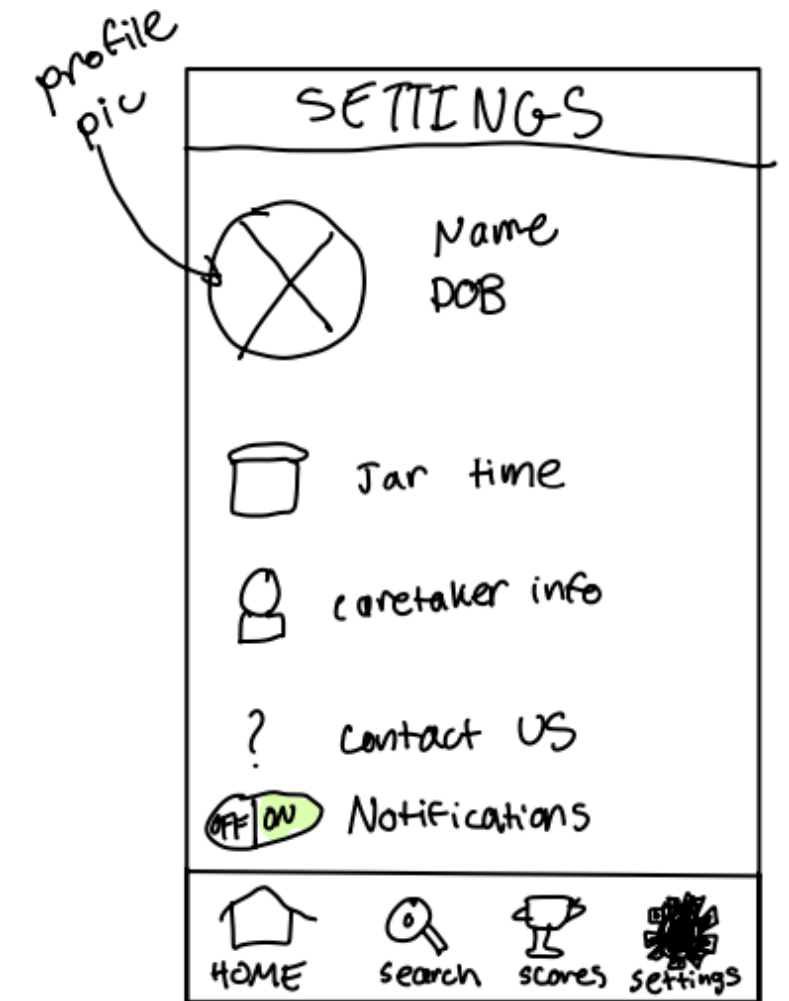 profile
pic
SETTINGS
Name
DOB
Jar time
caretaker info
?
contact US
OFF ON Notifications
HOME search scores settings